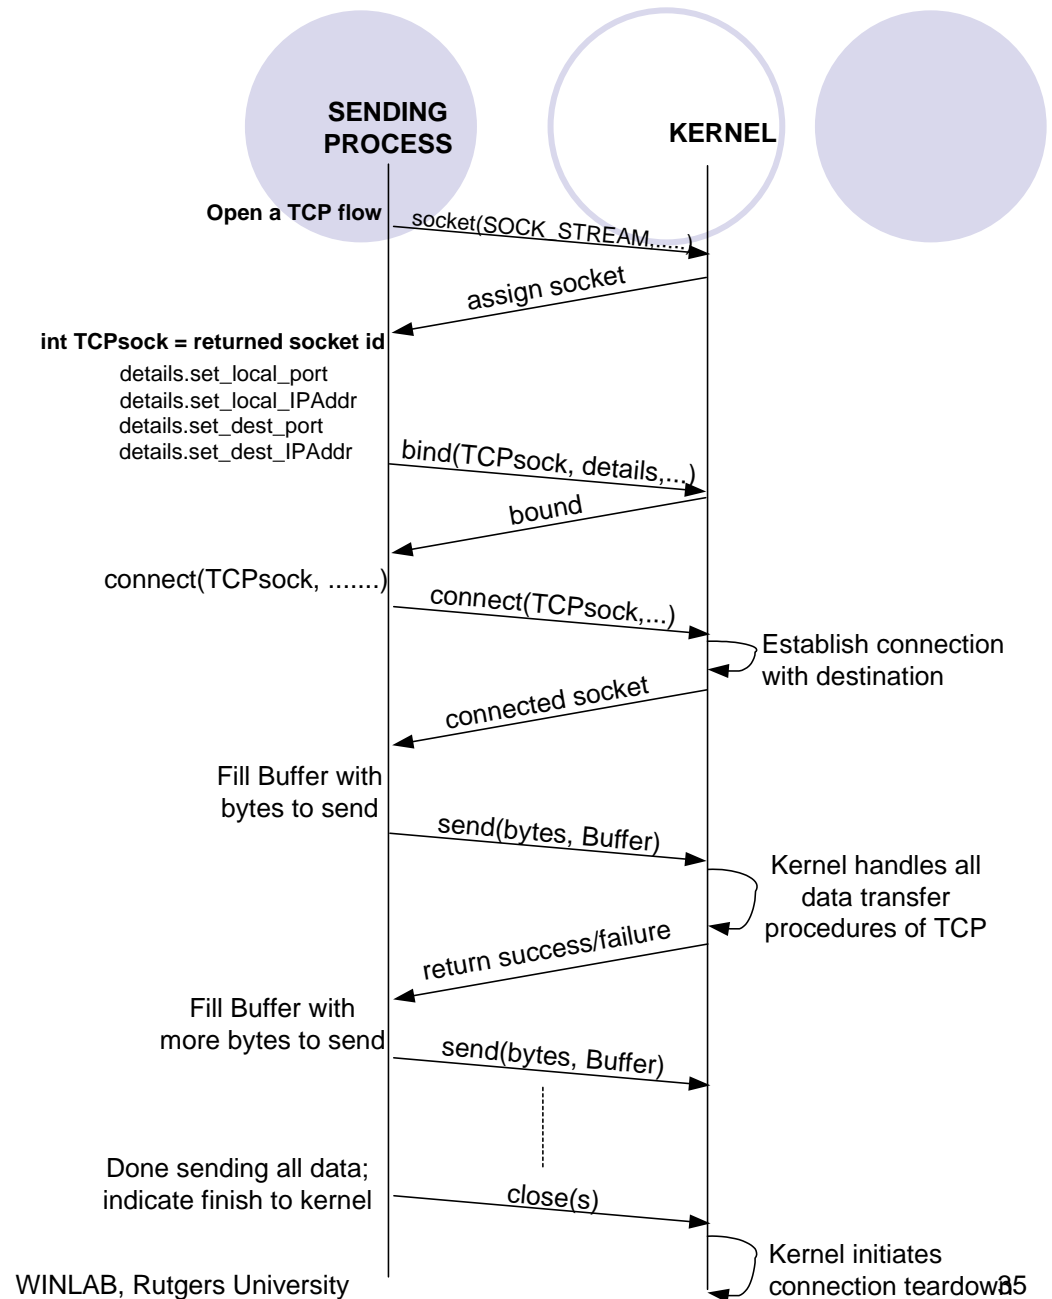 SENDING
PROCESS
KERNEL
Open a TCP flow
socket(SOCK_STREAM,......)
assign socket
int TCPsock = returned socket id
details.set_local_port
details.set_local_IPAddr
details.set_dest_port
details.set_dest_IPAddr
bind(TCPsock, details,...)
bound
connect(TCPsock, .......)
connect(TCPsock,...)
Establish connection
with destination
connected socket
Fill Buffer with
bytes to send
send(bytes, Buffer)
Kernel handles all
data transfer
procedures of TCP
return success/failure
Fill Buffer with
more bytes to send
send(bytes, Buffer)
Done sending all data;
indicate finish to kernel
close(s)
Kernel initiates
connection teardown
WINLAB, Rutgers University
35